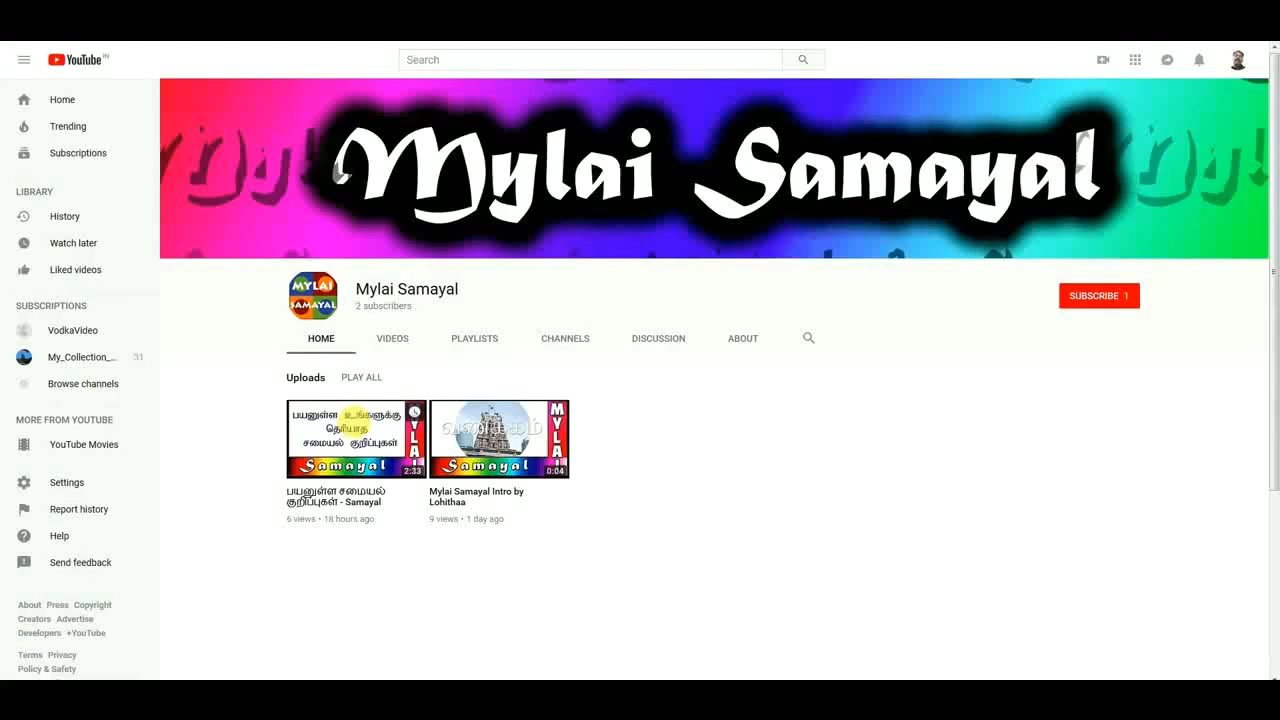 YouTube IN
Search
Home
Trending
Subscriptions
LIBRARY
History
Watch later
Liked videos
SUBSCRIPTIONS
VodkaVideo
My_Collection_... 31
Browse channels
MORE FROM YOUTUBE
YouTube Movies
Settings
Report history
Help
Send feedback
About Press Copyright
Creators Advertise
Developers +YouTube
Terms Privacy
Policy & Safety
Mylai Samayal
MYLAI
SAMAYAL
Mylai Samayal
2 subscribers
SUBSCRIBE 1
HOME VIDEOS PLAYLISTS CHANNELS DISCUSSION ABOUT
Uploads PLAY ALL
பயனுள்ள உங்களுக்கு
தெரியாத
சமையல் குறிப்புகள்
MYLAI
Samayal
2:33
பயனுள்ள சமையல்
குறிப்புகள் - Samayal
6 views • 18 hours ago
வணக்கம்
MYLAI
Samayal
0:04
Mylai Samayal Intro by
Lohithaa
9 views • 1 day ago